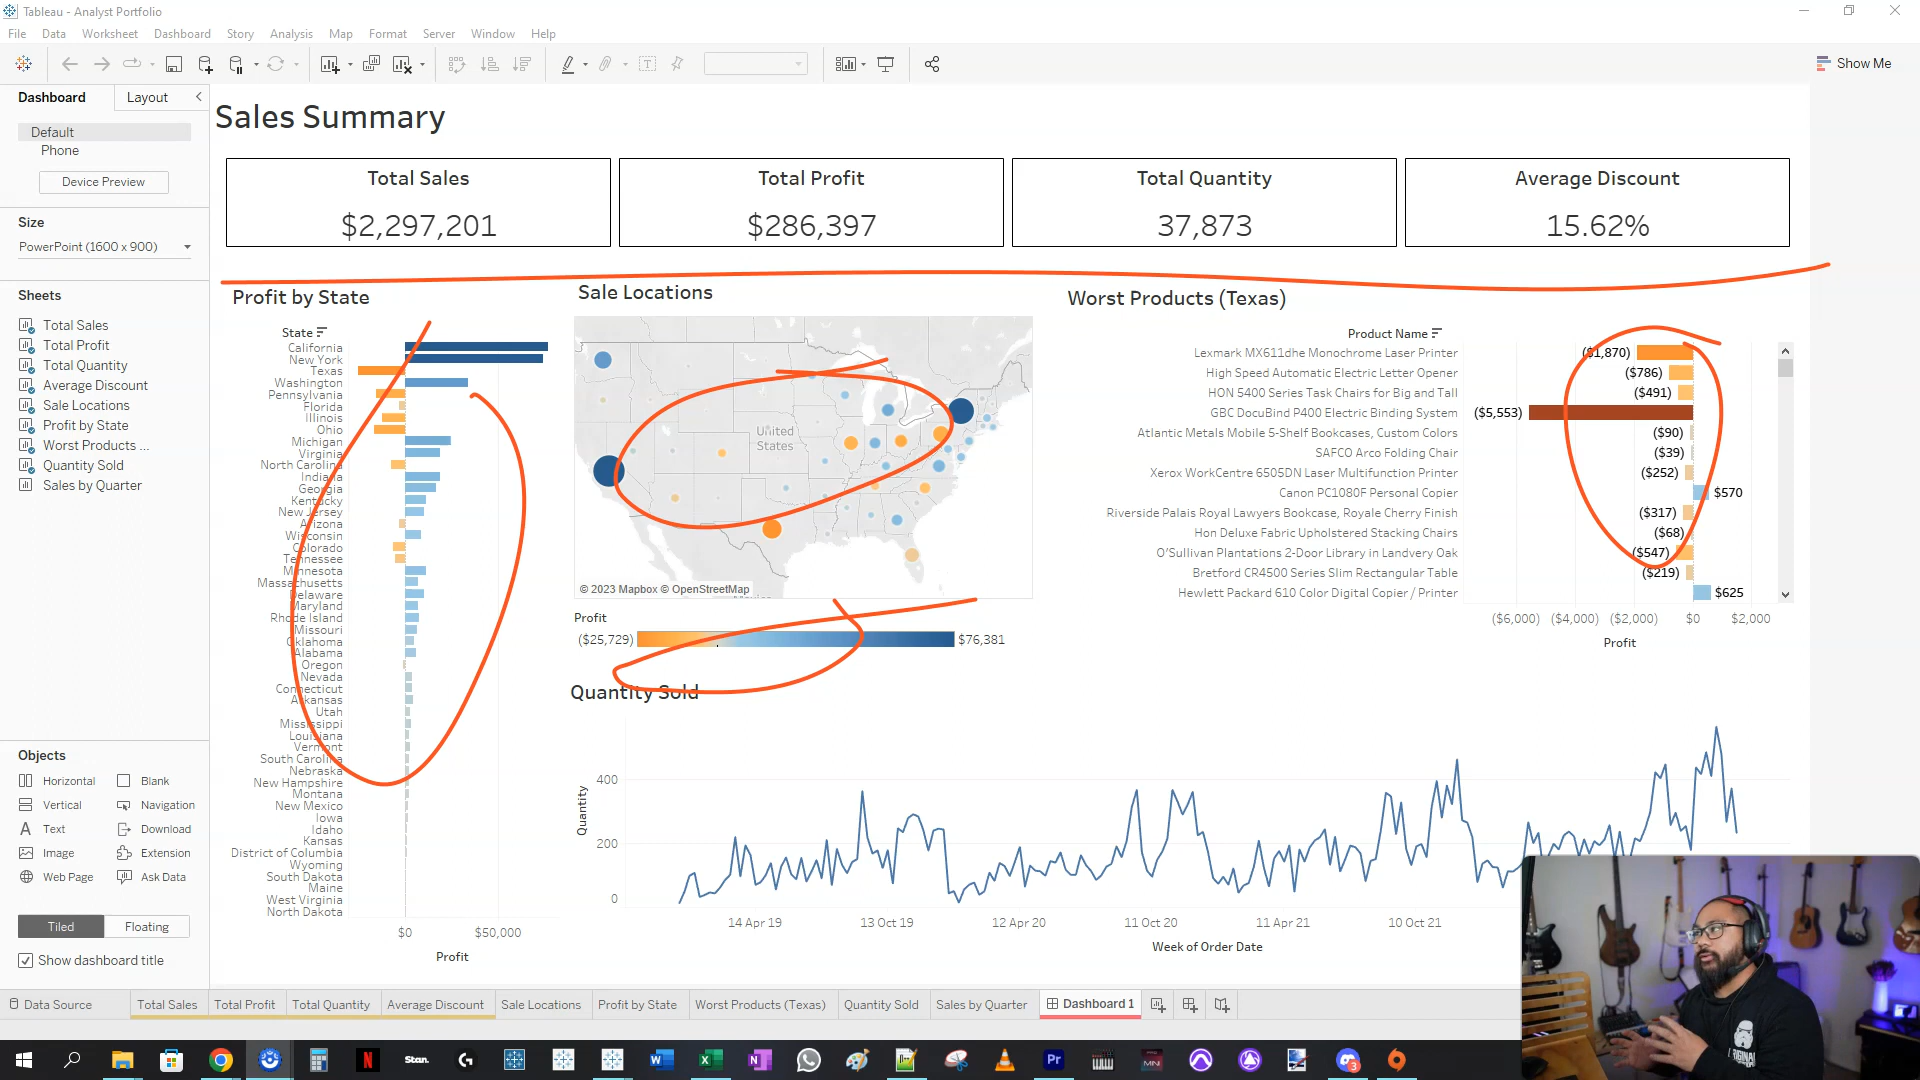 Tableau - Analyst Portfolio
File Data Worksheet Dashboard Story Analysis Map Format Server Window Help
Show Me
Dashboard Layout
Default
Phone
Device Preview
Size
PowerPoint (1600 x 900)
Sheets
Total Sales
Total Profit
Total Quantity
Average Discount
Sale Locations
Profit by State
Worst Products ...
Quantity Sold
Sales by Quarter
Objects
Horizontal Blank
Vertical Navigation
Text Download
Image Extension
Web Page Ask Data
Tiled Floating
Show dashboard title
Sales Summary
Total Sales
$2,297,201
Total Profit
$286,397
Total Quantity
37,873
Average Discount
15.62%
Profit by State
State
California
New York
Texas
Washington
Pennsylvania
Florida
Illinois
Ohio
Michigan
Virginia
North Carolina
Indiana
Georgia
Kentucky
New Jersey
Arizona
Wisconsin
Colorado
Tennessee
Minnesota
Massachusetts
Delaware
Maryland
Rhode Island
Missouri
Oklahoma
Alabama
Oregon
Nevada
Connecticut
Arkansas
Utah
Mississippi
Louisiana
Vermont
South Carolina
Nebraska
New Hampshire
Montana
New Mexico
Iowa
Idaho
Kansas
District of Columbia
Wyoming
South Dakota
Maine
West Virginia
North Dakota
$0 $50,000
Profit
Sale Locations
United
States
© 2023 Mapbox © OpenStreetMap
Profit
($25,729) $76,381
Worst Products (Texas)
Product Name
Lexmark MX611dhe Monochrome Laser Printer ($1,870)
High Speed Automatic Electric Letter Opener ($786)
HON 5400 Series Task Chairs for Big and Tall ($491)
GBC DocuBind P400 Electric Binding System ($5,553)
Atlantic Metals Mobile 5-Shelf Bookcases, Custom Colors ($90)
SAFCO Arco Folding Chair ($39)
Xerox WorkCentre 6505DN Laser Multifunction Printer ($252)
Canon PC1080F Personal Copier $570
Riverside Palais Royal Lawyers Bookcase, Royale Cherry Finish ($317)
Hon Deluxe Fabric Upholstered Stacking Chairs ($68)
O'Sullivan Plantations 2-Door Library in Landvery Oak ($547)
Bretford CR4500 Series Slim Rectangular Table ($219)
Hewlett Packard 610 Color Digital Copier / Printer $625
($6,000) ($4,000) ($2,000) $0 $2,000
Profit
Quantity Sold
Quantity
400
200
0
14 Apr 19 13 Oct 19 12 Apr 20 11 Oct 20 11 Apr 21 10 Oct 21
Week of Order Date
Data Source Total Sales Total Profit Total Quantity Average Discount Sale Locations Profit by State Worst Products (Texas) Quantity Sold Sales by Quarter Dashboard 1
N Stan. G W X N Pr MINI 3